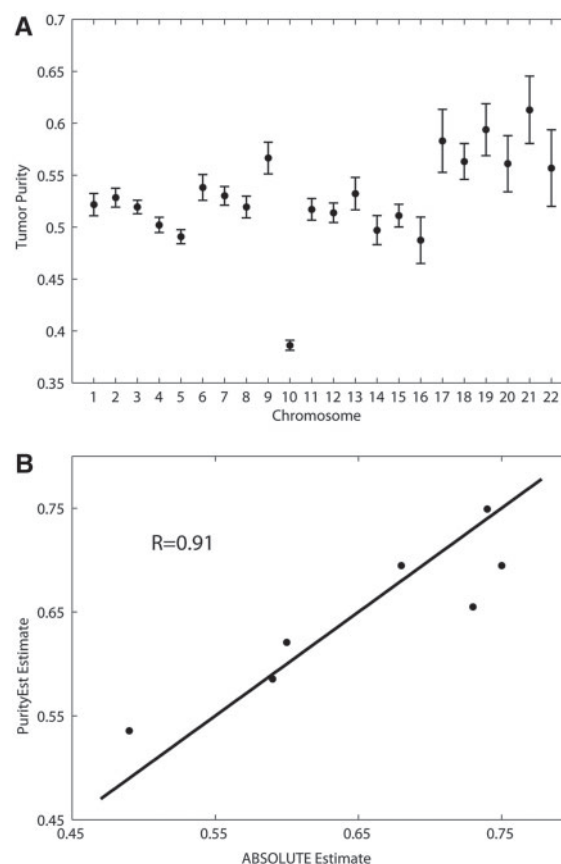 A
0.7
0.65
0.6
0.55
0.5
0.45
0.4
0.35
Tumor Purity
1 2 3 4 5 6 7 8 9 10 11 12 13 14 15 16 17 18 19 20 21 22
Chromosome
B
R=0.91
0.75
0.65
0.55
0.45
PurityEst Estimate
0.45 0.55 0.65 0.75
ABSOLUTE Estimate